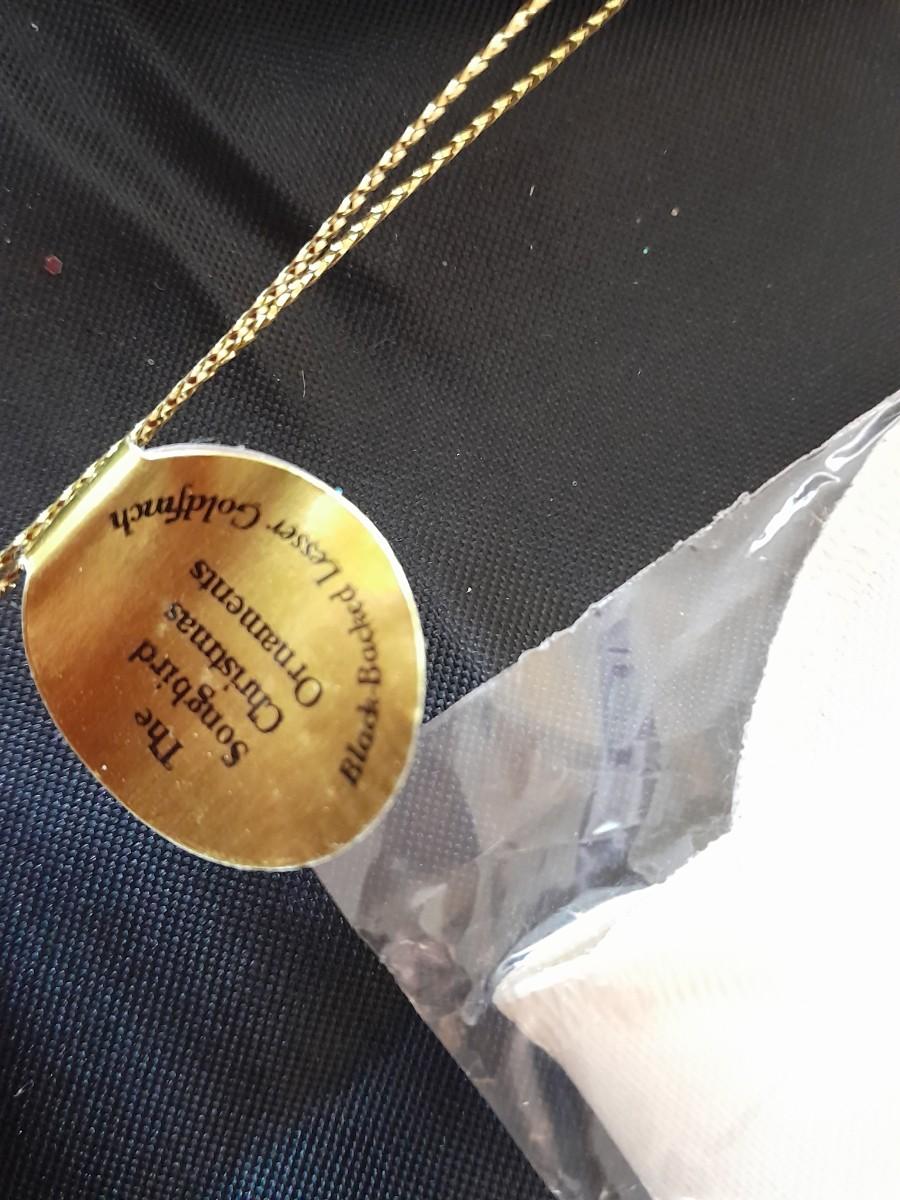 The
Songbird
Christmas
Ornaments
Black-Backed Lesser Goldfinch